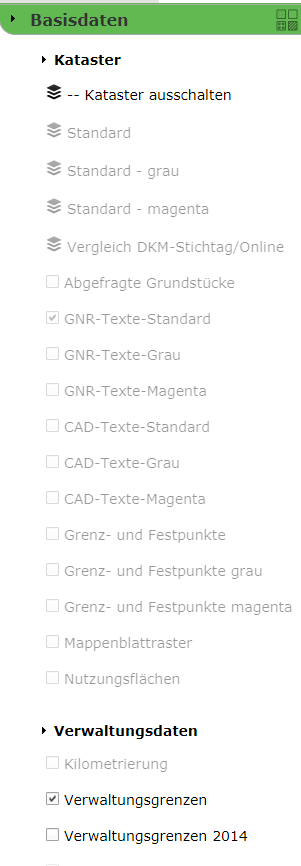 Basisdaten
Kataster
-- Kataster ausschalten
Standard
Standard - grau
Standard - magenta
Vergleich DKM-Stichtag/Online
Abgefragte Grundstücke
GNR-Texte-Standard
GNR-Texte-Grau
GNR-Texte-Magenta
CAD-Texte-Standard
CAD-Texte-Grau
CAD-Texte-Magenta
Grenz- und Festpunkte
Grenz- und Festpunkte grau
Grenz- und Festpunkte magenta
Mappenblattraster
Nutzungsflächen
Verwaltungsdaten
Kilometrierung
Verwaltungsgrenzen
Verwaltungsgrenzen 2014